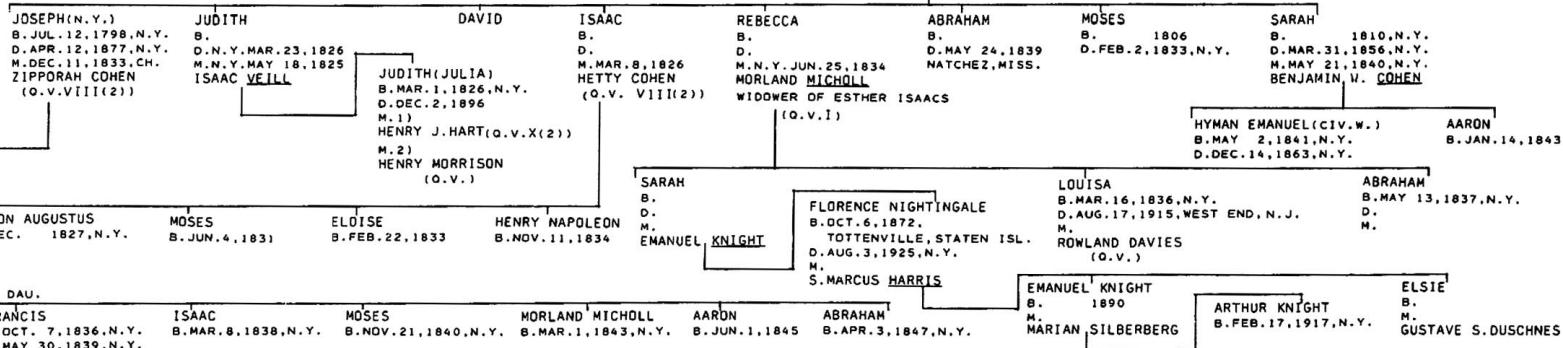 JOSEPH(N.Y.)
B.JUL.12,1798,N.Y.
D.APR.12,1877,N.Y.
M.DEC.11,1833,CH.
ZIPPORAH COHEN
(Q.V.VIII(2))
JUDITH
B.
D.N.Y.MAR.23,1826
M.N.Y.MAY 18,1825
ISAAC VEILL
JUDITH(JULIA)
B.MAR.1,1826,N.Y.
D.DEC.2,1896
M.1)
HENRY J.HART(Q.V.X(2))
M.2)
HENRY MORRISON
(Q.V.)
DAVID
ISAAC
B.
D.
M.MAR.8,1826
HETTY COHEN
(Q.V. VIII(2))
REBECCA
B.
D.
M.N.Y.JUN.25,1834
MORLAND MICHOLL
WIDOWER OF ESTHER ISAACS
(Q.V.I)
ABRAHAM
B.
D.MAY 24,1839
NATCHEZ,MISS.
MOSES
B. 1806
D.FEB.2,1833,N.Y.
SARAH
B. 1810,N.Y.
D.MAR.31,1856,N.Y.
M.MAY 21,1840,N.Y.
BENJAMIN W. COHEN
HYMAN EMANUEL(CIV.W.)
B.MAY 2,1841,N.Y.
D.DEC.14,1863,N.Y.
AARON
B.JAN.14,1843
ON AUGUSTUS
EC. 1827,N.Y.
MOSES
B.JUN.4,1831
ELOISE
B.FEB.22,1833
HENRY NAPOLEON
B.NOV.11,1834
SARAH
B.
D.
M.
EMANUEL KNIGHT
FLORENCE NIGHTINGALE
B.OCT.6,1872,
TOTTENVILLE,STATEN ISL.
D.AUG.3,1925,N.Y.
M.
S.MARCUS HARRIS
LOUISA
B.MAR.16,1836,N.Y.
D.AUG.17,1915,WEST END,N.J.
M.
ROWLAND DAVIES
(Q.V.)
ABRAHAM
B.MAY 13,1837,N.Y.
D.
M.
EMANUEL KNIGHT
B. 1890
M.
MARIAN SILBERBERG
ARTHUR KNIGHT
B.FEB.17,1917,N.Y.
ELSIE
B.
M.
GUSTAVE S.DUSCHNES
DAU.
RANCIS
OCT. 7,1836,N.Y.
MAY 30,1839,N.Y.
ISAAC
B.MAR.8,1838,N.Y.
MOSES
B.NOV.21,1840,N.Y.
MORLAND MICHOLL
B.MAR.1,1843,N.Y.
AARON
B.JUN.1,1845
ABRAHAM
B.APR.3,1847,N.Y.